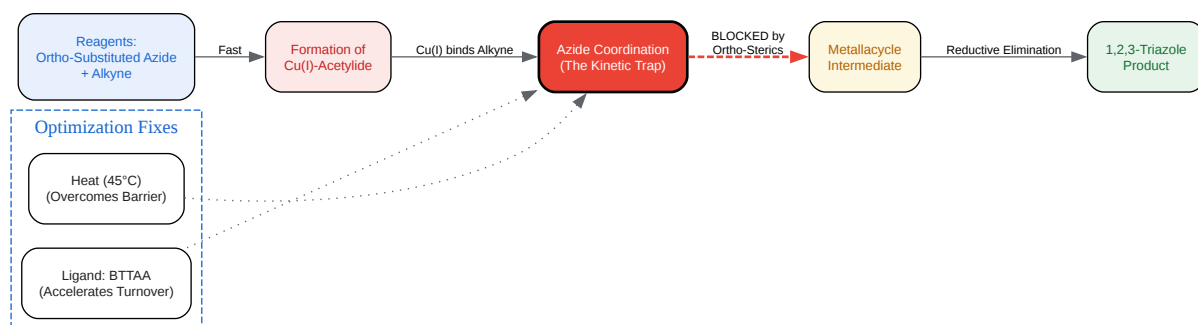 Reagents:
Ortho-Substituted Azide
+ Alkyne
Fast
Formation of
Cu(I)-Acetylide
Cu(I) binds Alkyne
Azide Coordination
(The Kinetic Trap)
BLOCKED by
Ortho-Sterics
Metallacycle
Intermediate
Reductive Elimination
1,2,3-Triazole
Product
Optimization Fixes
Heat (45°C)
(Overcomes Barrier)
Ligand: BTTAA
(Accelerates Turnover)